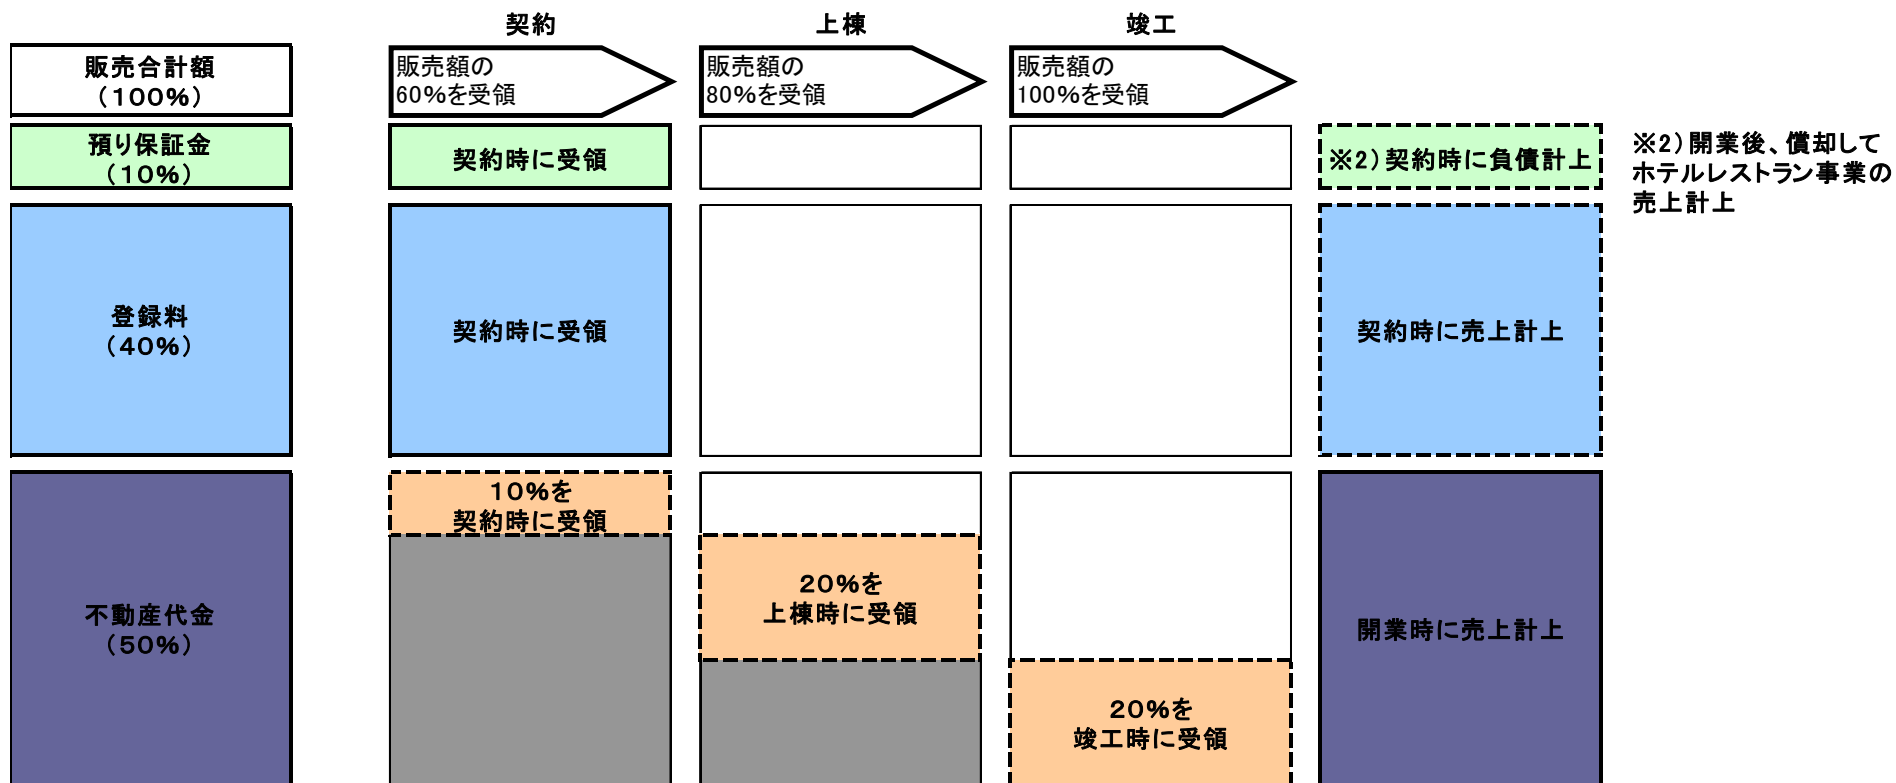 契約
上棟
竣工
販売合計額
（100%）
販売額の
60%を受領
販売額の
80%を受領
販売額の
100%を受領
預り保証金
（10%）
契約時に受領
※2）契約時に負債計上
※2）開業後、償却して
ホテルレストラン事業の
売上計上
登録料
（40%）
契約時に受領
契約時に売上計上
不動産代金
（50%）
10%を
契約時に受領
20%を
上棟時に受領
20%を
竣工時に受領
開業時に売上計上